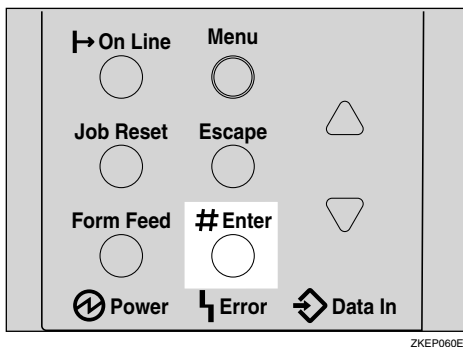 On Line Menu
Job Reset Escape
Form Feed # Enter
Power Error Data In
ZKEP060E